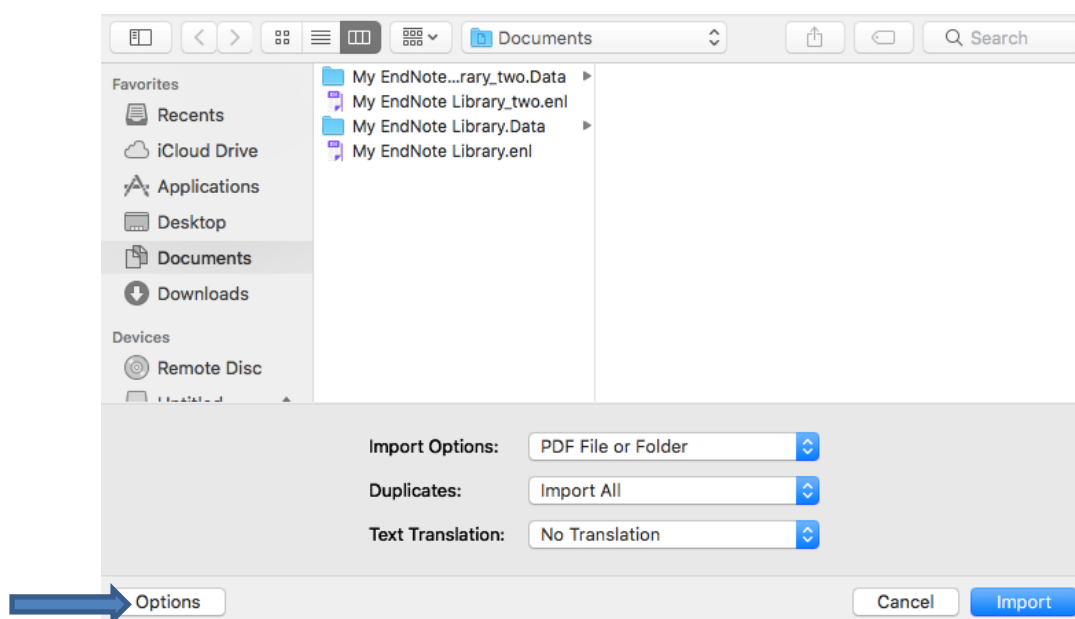 Documents
Search
Favorites
Recents
iCloud Drive
Applications
Desktop
Documents
Downloads
Devices
Remote Disc
My EndNote...rary_two.Data
My EndNote Library_two.enl
My EndNote Library.Data
My EndNote Library.enl
Import Options: PDF File or Folder
Duplicates: Import All
Text Translation: No Translation
Options
Cancel
Import